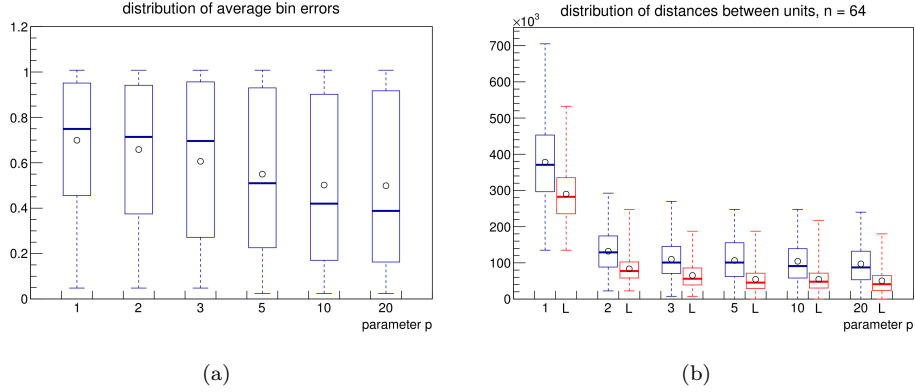 distribution of average bin errors
1.2
1
0.8
0.6
0.4
0.2
0
1 2 3 5 10 20
parameter p
(a)
distribution of distances between units, n = 64
×10³
700
600
500
400
300
200
100
0
1 L 2 L 3 L 5 L 10 L 20 L
parameter p
(b)